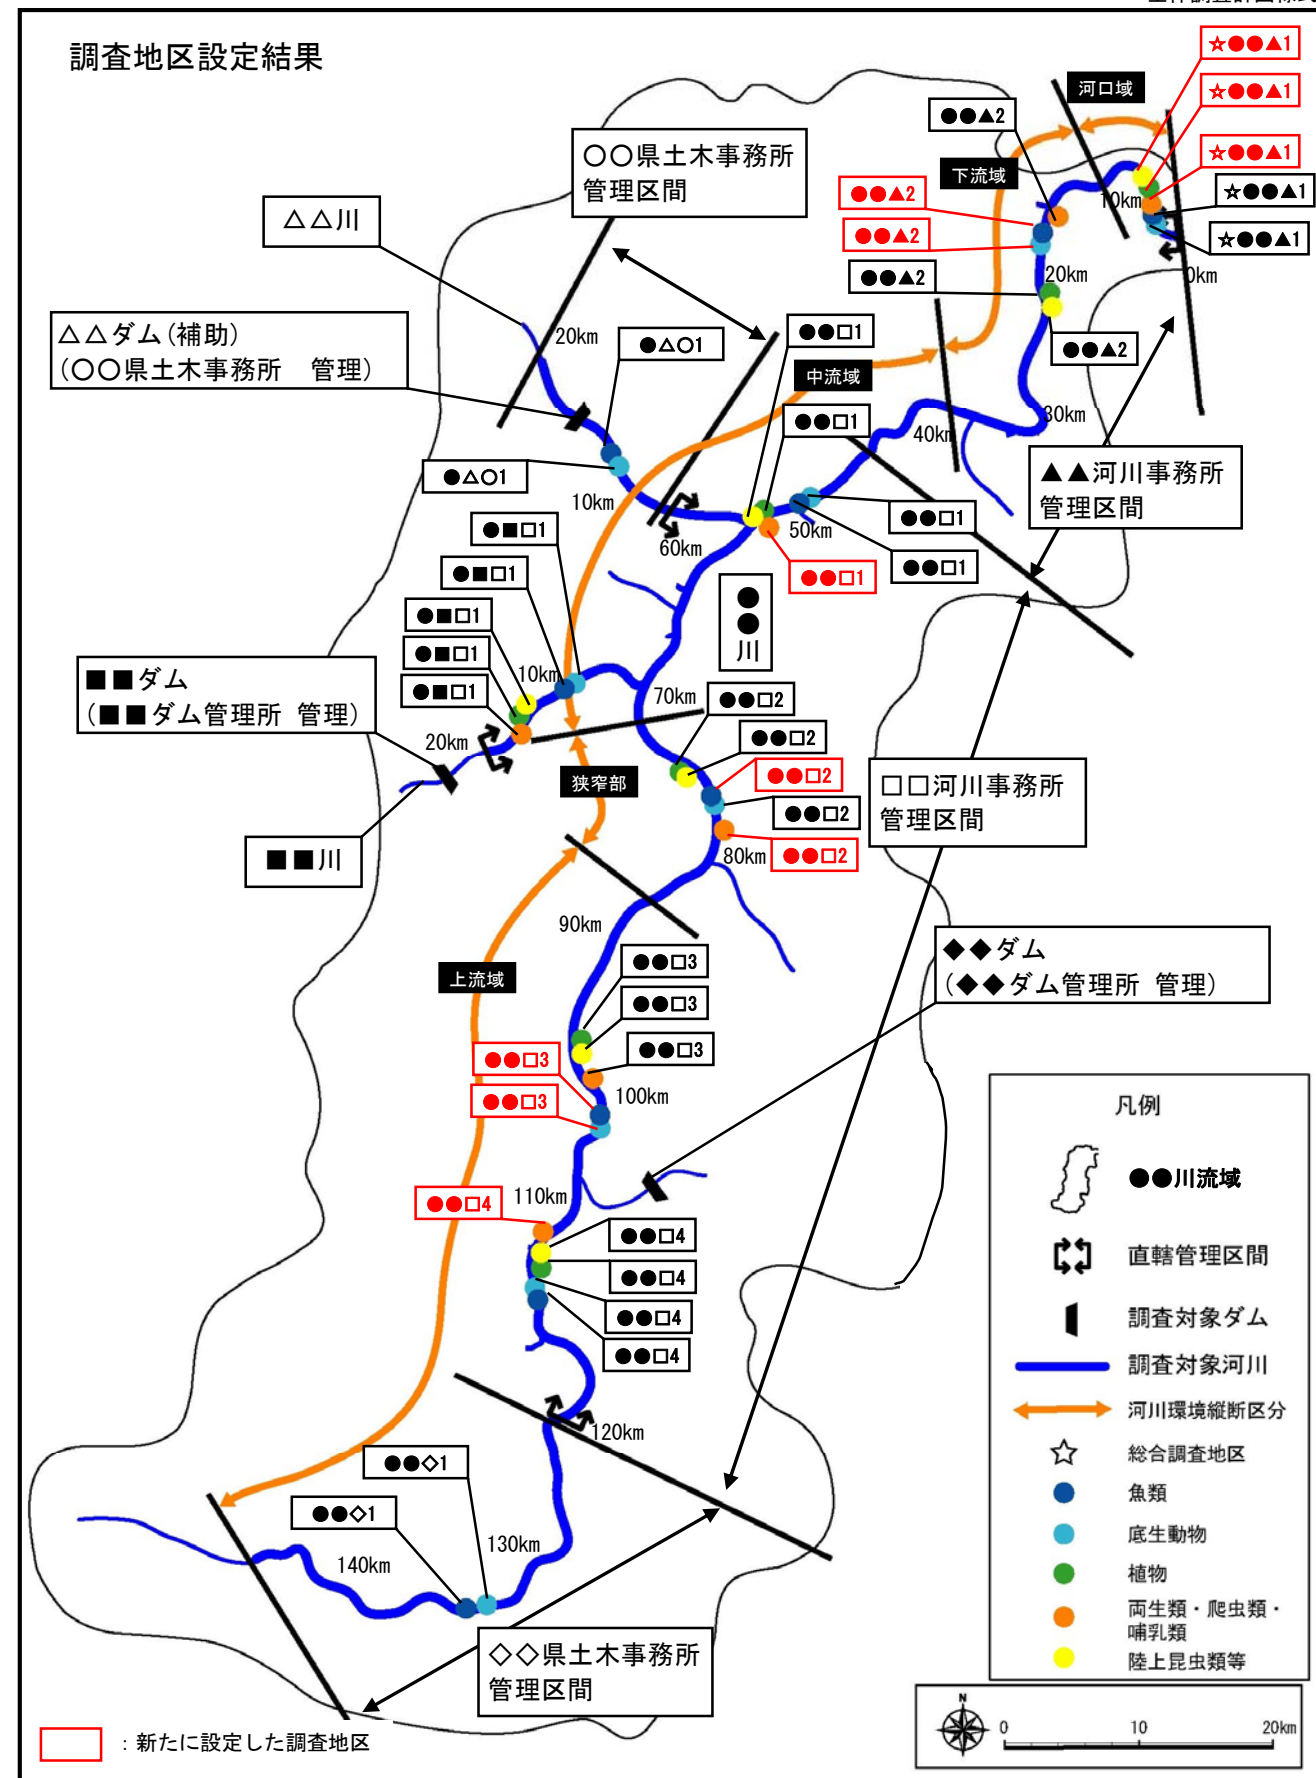 調査地区設定結果
☆●●▲1
☆●●▲1
☆●●▲1
☆●●▲1
☆●●▲1
河口域
●●▲2
下流域
●●▲2
●●▲2
●●▲2
●●▲2
10km
0km
20km
30km
40km
○○県土木事務所
管理区間
△△川
△△ダム(補助)
(○○県土木事務所 管理)
20km
●△○1
●△○1
10km
●●□1
●●□1
中流域
●●□1
●●□1
●●□1
50km
60km
▲▲河川事務所
管理区間
●■□1
●■□1
●■□1
●■□1
●■□1
10km
20km
■■ダム
(■■ダム管理所 管理)
■■川
●●川
70km
●●□2
●●□2
●●□2
●●□2
●●□2
80km
狭窄部
□□河川事務所
管理区間
90km
上流域
●●□3
●●□3
●●□3
●●□3
●●□3
100km
◆◆ダム
(◆◆ダム管理所 管理)
110km
●●□4
●●□4
●●□4
●●□4
●●□4
120km
●●◇1
●●◇1
130km
140km
◇◇県土木事務所
管理区間
凡例
●●川流域
直轄管理区間
調査対象ダム
調査対象河川
河川環境縦断区分
総合調査地区
魚類
底生動物
植物
両生類・爬虫類・
哺乳類
陸上昆虫類等
N
0 10 20km
：新たに設定した調査地区